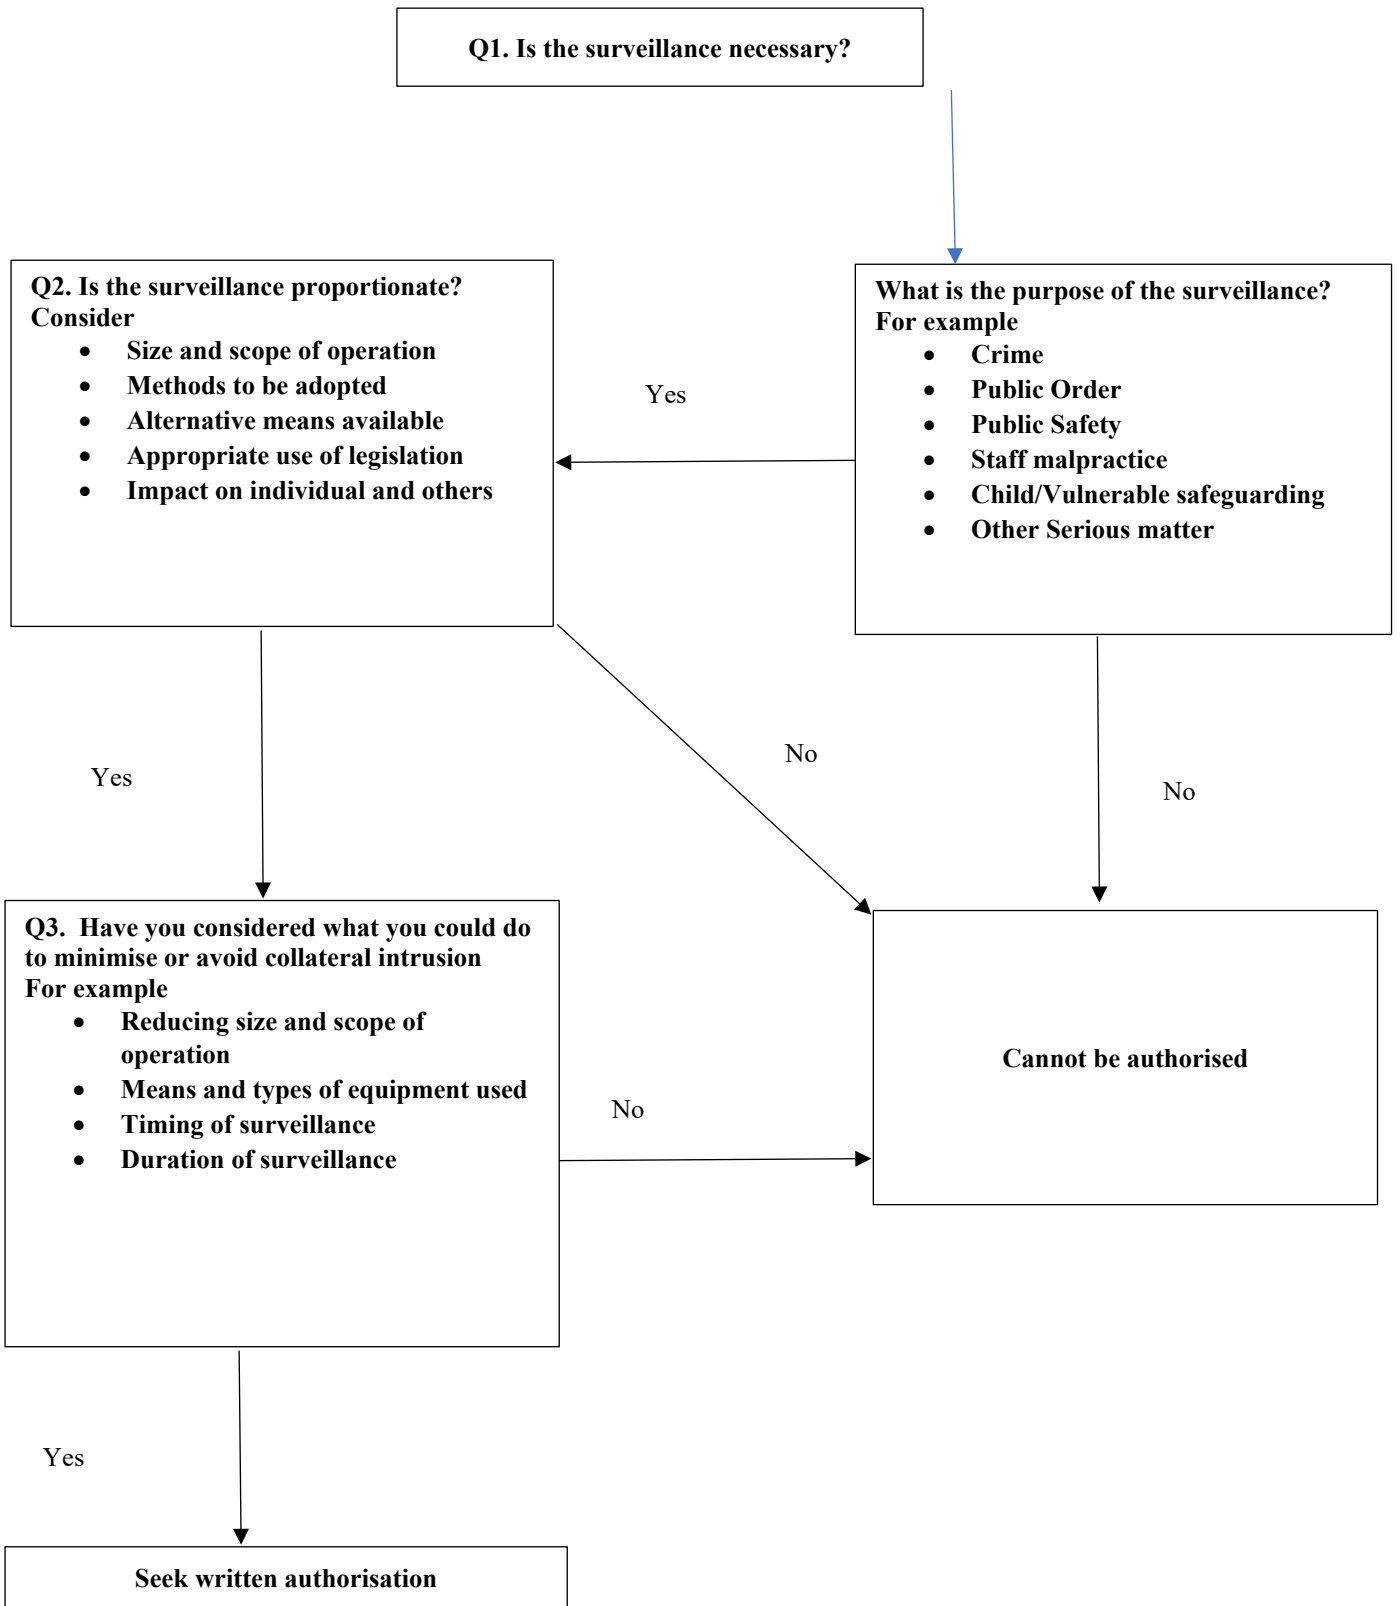 Q1. Is the surveillance necessary?
What is the purpose of the surveillance?
For example
• Crime
• Public Order
• Public Safety
• Staff malpractice
• Child/Vulnerable safeguarding
• Other Serious matter
Yes
No
Q2. Is the surveillance proportionate?
Consider
• Size and scope of operation
• Methods to be adopted
• Alternative means available
• Appropriate use of legislation
• Impact on individual and others
Yes
No
Q3. Have you considered what you could do
to minimise or avoid collateral intrusion
For example
• Reducing size and scope of
operation
• Means and types of equipment used
• Timing of surveillance
• Duration of surveillance
No
Cannot be authorised
Yes
Seek written authorisation